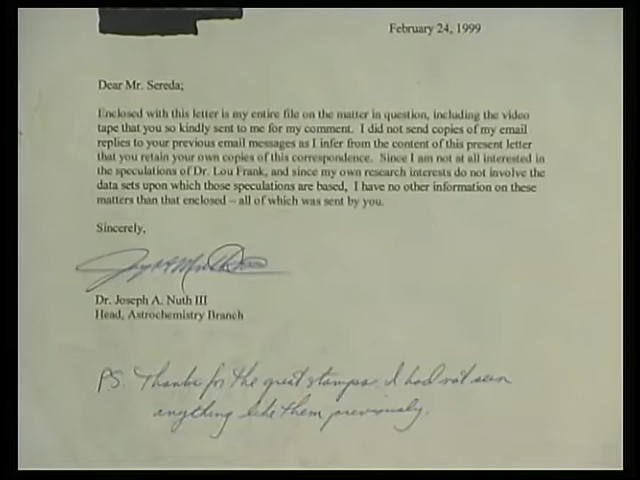 February 24, 1999
Dear Mr. Sereda;
Enclosed with this letter is my entire file on the matter in question, including the video
tape that you so kindly sent to me for my comment. I did not send copies of my email
replies to your previous email messages as I infer from the content of this present letter
that you retain your own copies of this correspondence. Since I am not at all interested in
the speculations of Dr. Lou Frank, and since my own research interests do not involve the
data sets upon which those speculations are based, I have no other information on these
matters than that enclosed – all of which was sent by you.
Sincerely,
Dr. Joseph A. Nuth III
Head, Astrochemistry Branch
PS. Thanks for the great stamps. I had not seen
anything like them previously.